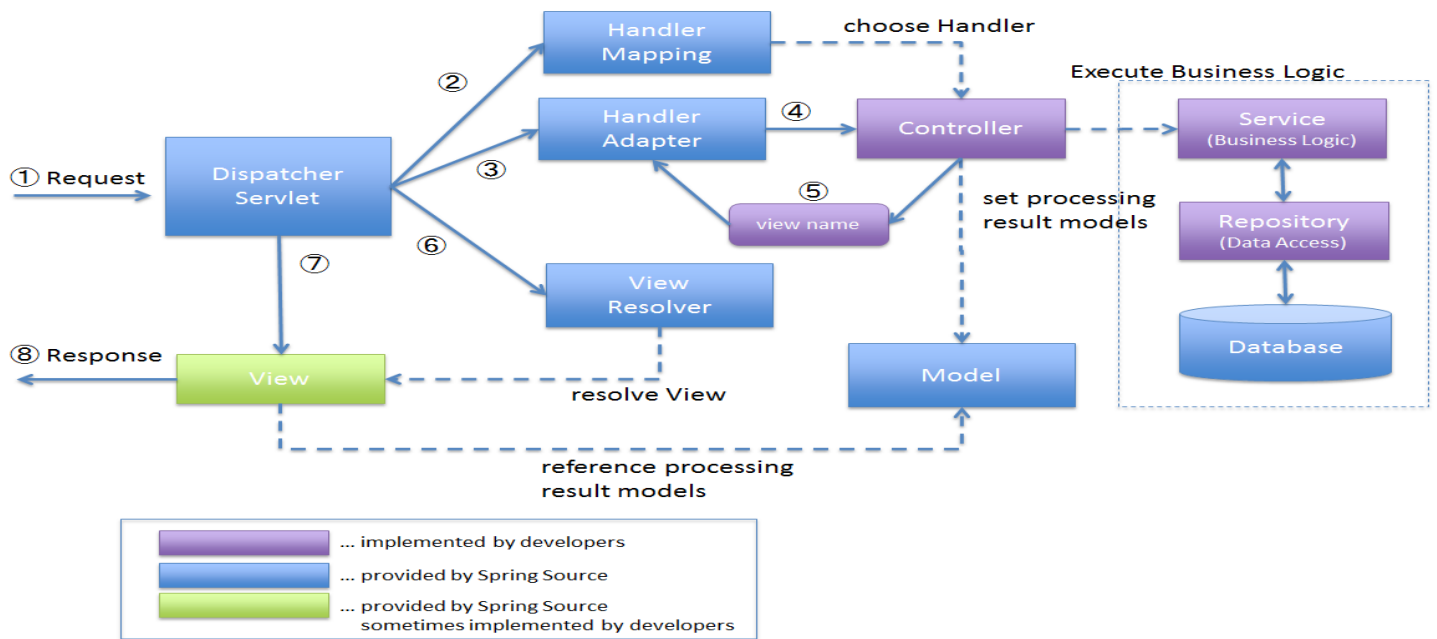 Handler
Mapping
choose Handler
②
Execute Business Logic
Handler
Adapter
④
Controller
Service
(Business Logic)
① Request
Dispatcher
Servlet
③
⑤
view name
set processing
result models
Repository
(Data Access)
⑥
⑦
View
Resolver
Database
⑧ Response
View
resolve View
Model
reference processing
result models
... implemented by developers
... provided by Spring Source
... provided by Spring Source
sometimes implemented by developers